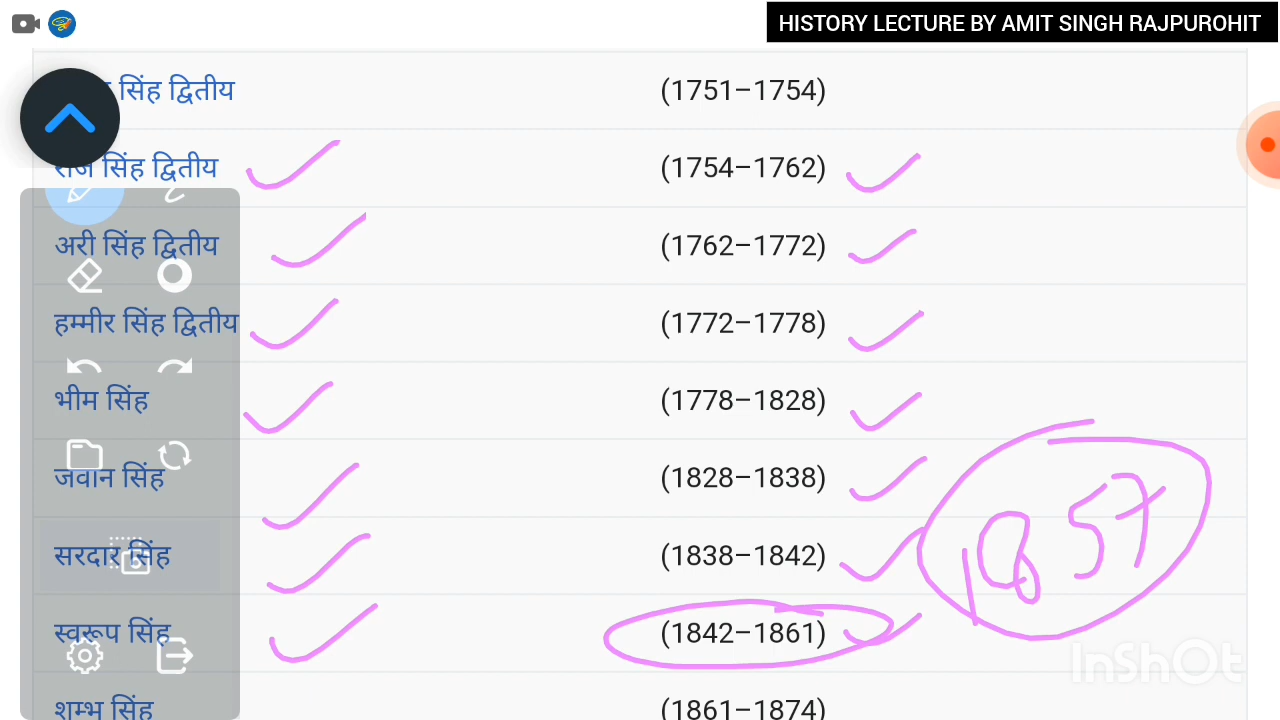 HISTORY LECTURE BY AMIT SINGH RAJPUROHIT
सिंह द्वितीय (1751–1754)
राज सिंह द्वितीय (1754–1762)
अरी सिंह द्वितीय (1762–1772)
हम्मीर सिंह द्वितीय (1772–1778)
भीम सिंह (1778–1828)
जवान सिंह (1828–1838)
1857
सरदार सिंह (1838–1842)
स्वरूप सिंह (1842–1861)
InShOt
शम्भ सिंह (1861–1874)